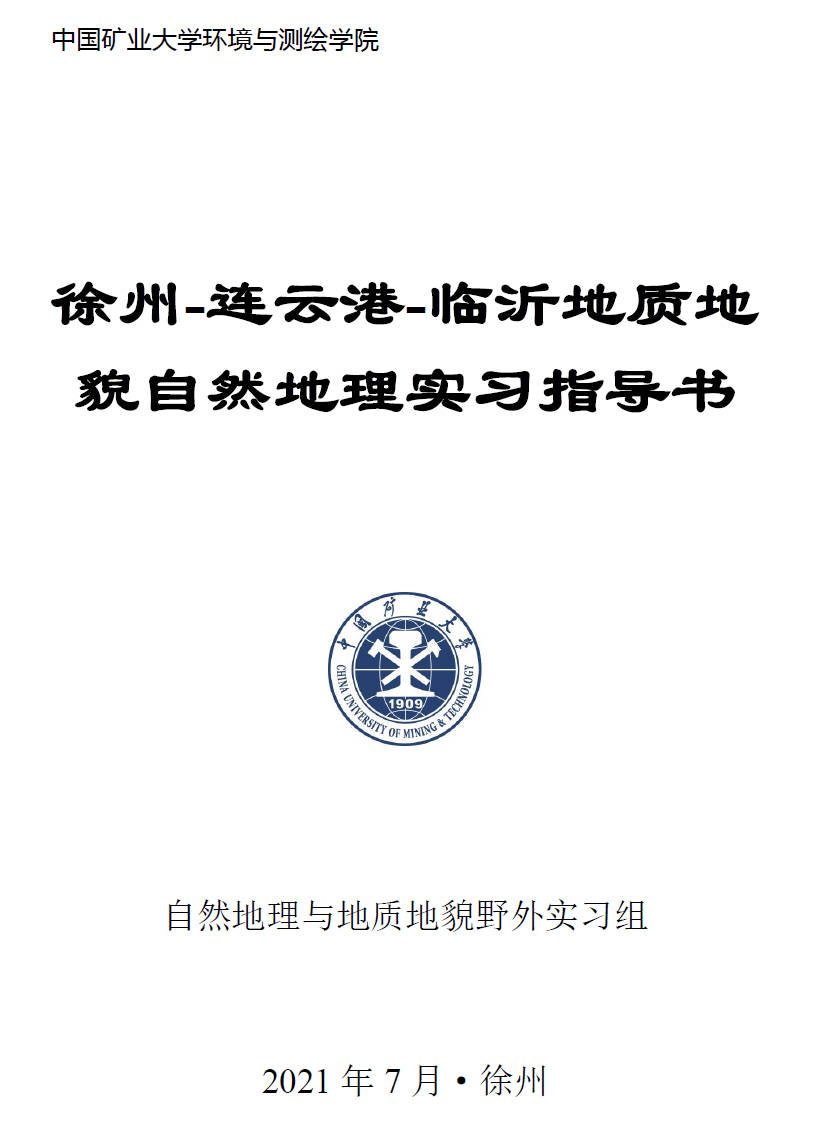 中国矿业大学环境与测绘学院
徐州-连云港-临沂地质地
貌自然地理实习指导书
中国矿业大学
1909
CHINA UNIVERSITY OF MINING & TECHNOLOGY
自然地理与地质地貌野外实习组
2021 年 7 月·徐州